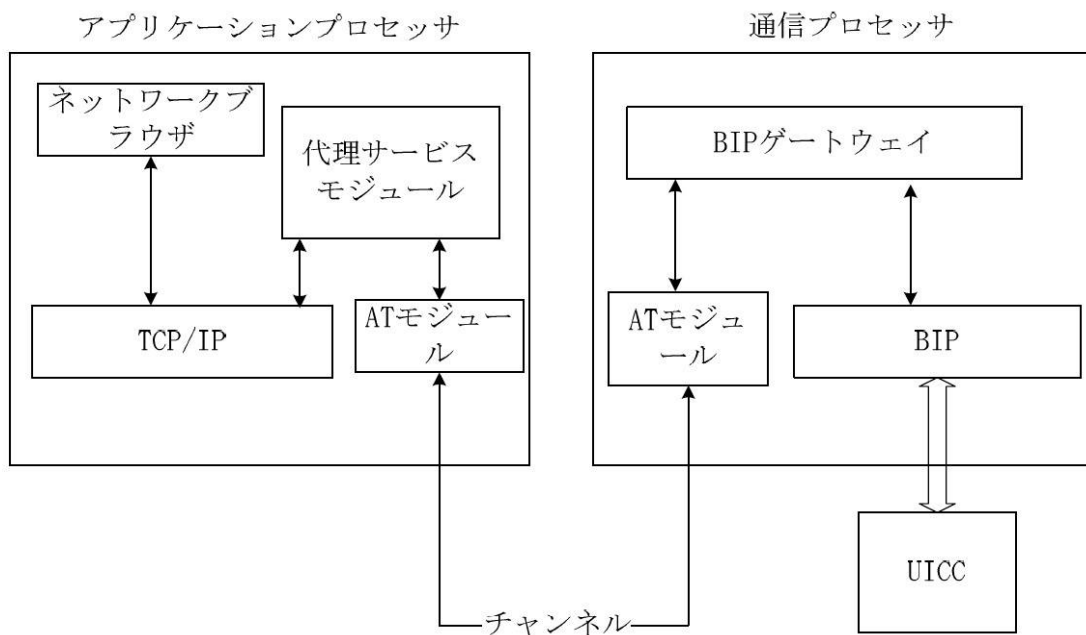 アプリケーションプロセッサ
通信プロセッサ
ネットワークブ
ラウザ
代理サービス
モジュール
TCP/IP
ATモジュー
ル
BIPゲートウェイ
ATモジュ
ール
BIP
UICC
チャンネル